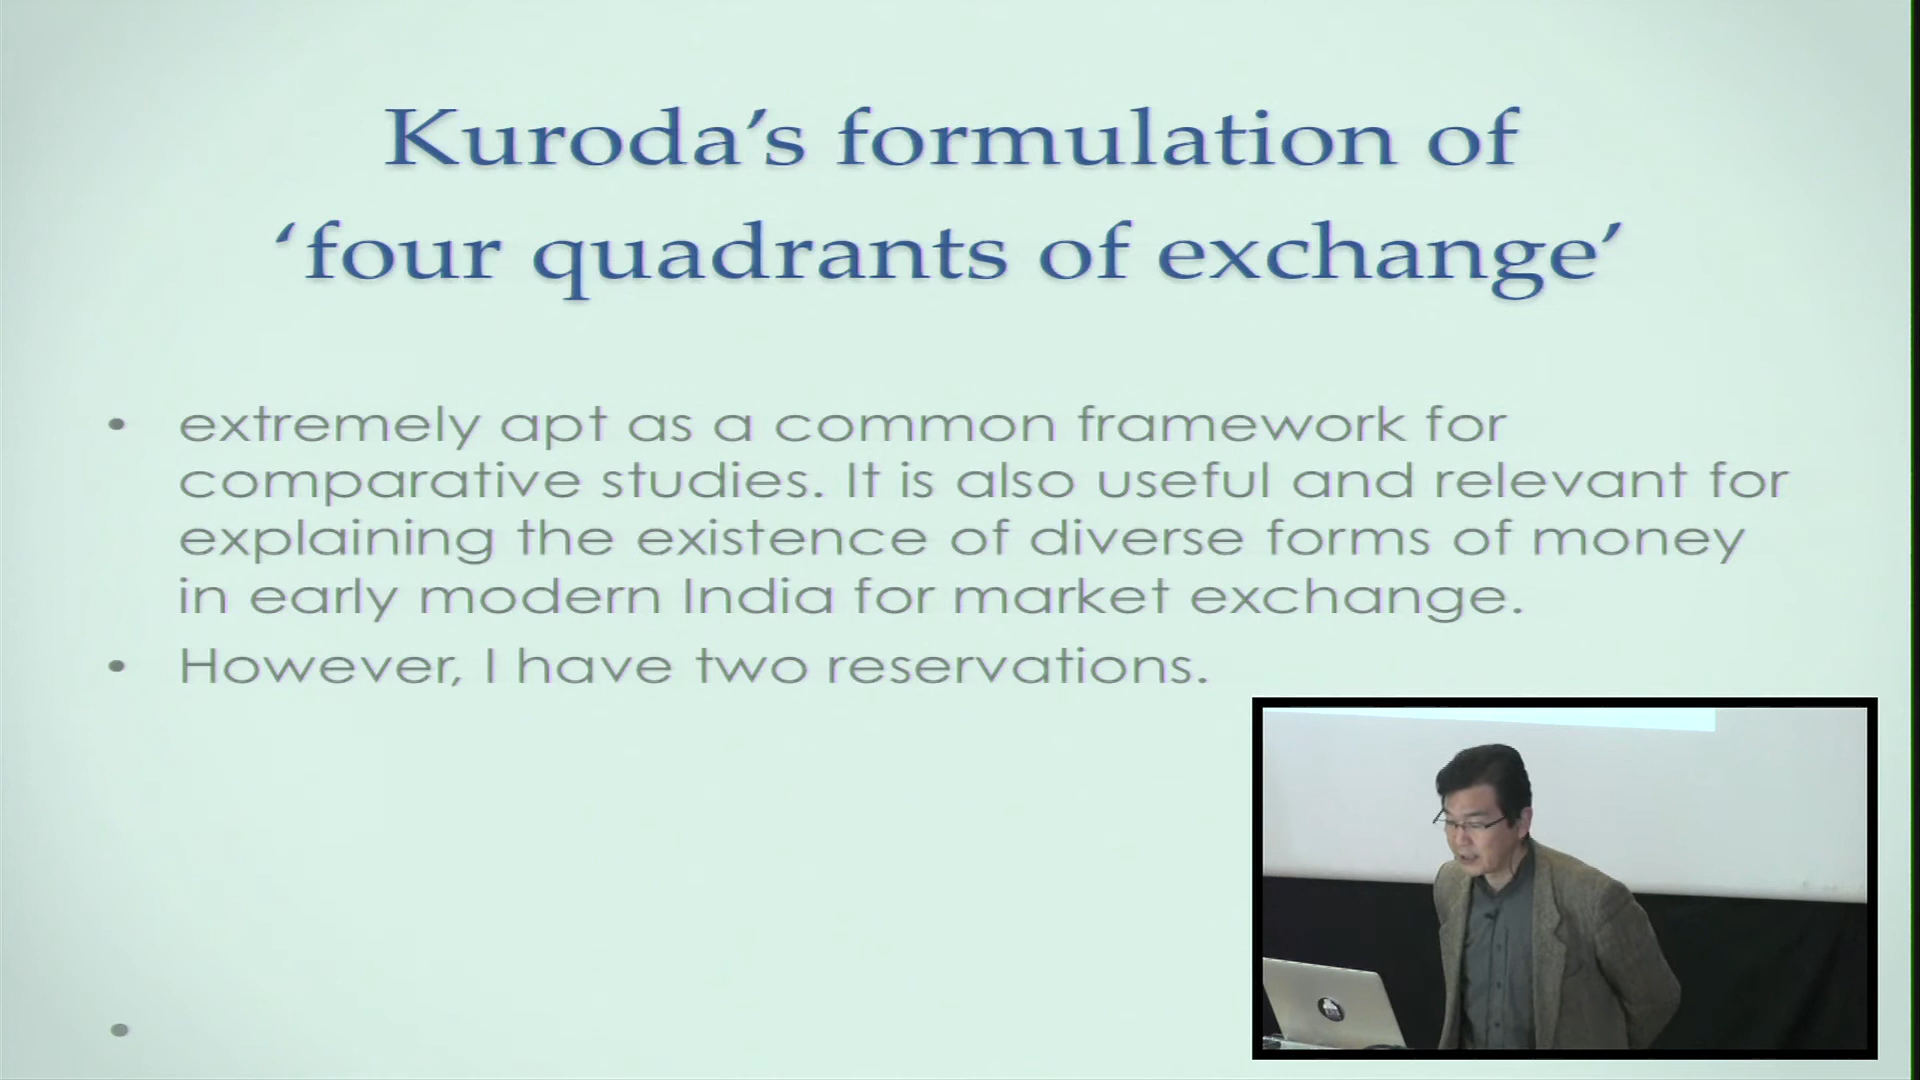 Kuroda’s formulation of
‘four quadrants of exchange’
• extremely apt as a common framework for
comparative studies. It is also useful and relevant for
explaining the existence of diverse forms of money
in early modern India for market exchange.
• However, I have two reservations.
•